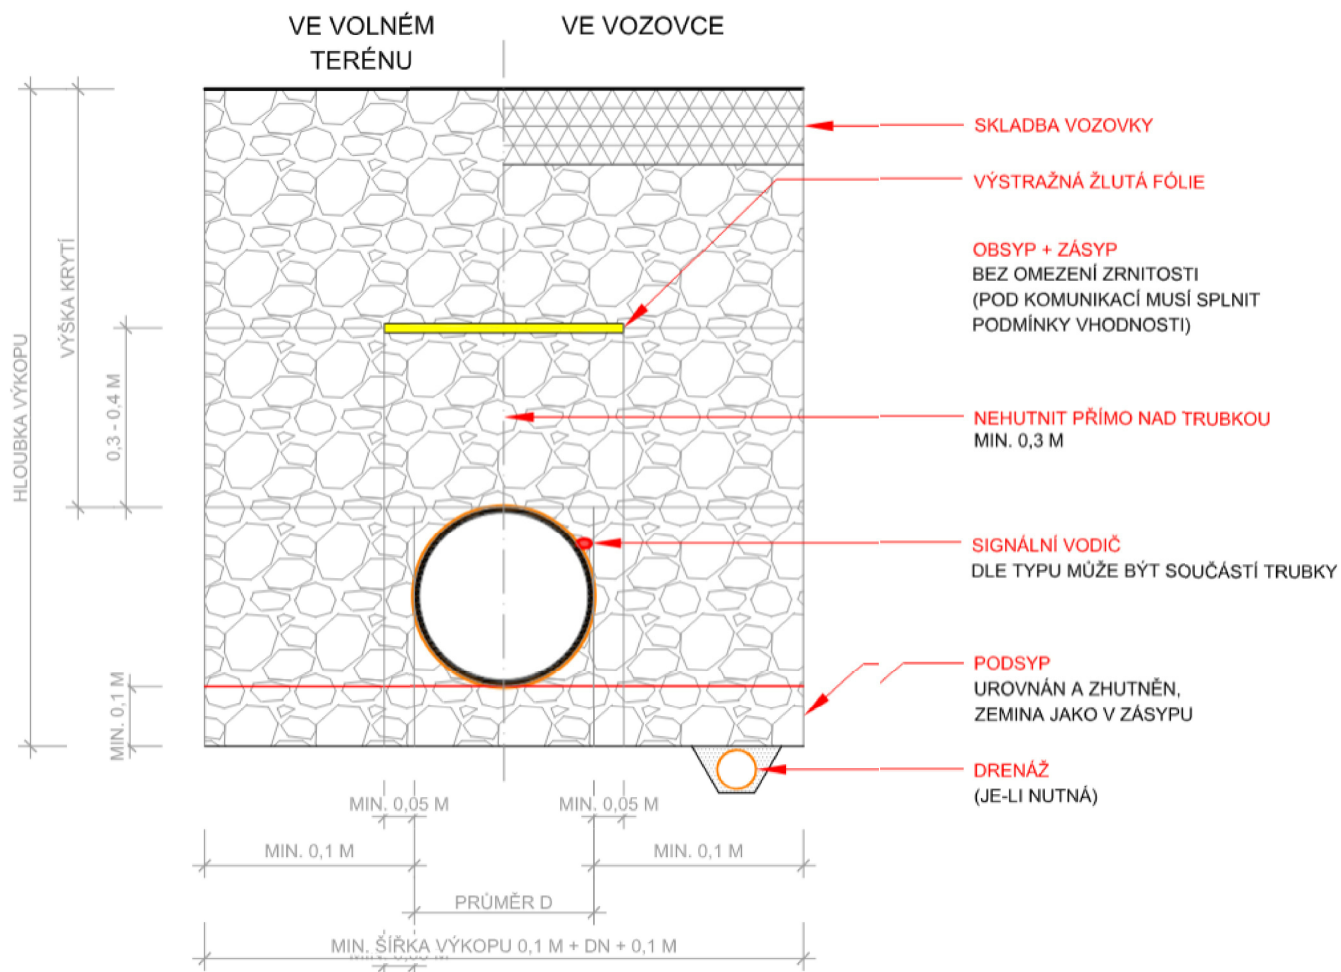 VE VOLNÉM
TERÉNU
VE VOZOVCE
SKLADBA VOZOVKY
VÝSTRAŽNÁ ŽLUTÁ FÓLIE
OBSYP + ZÁSYP
BEZ OMEZENÍ ZRNITOSTI
(POD KOMUNIKACÍ MUSÍ SPLNIT
PODMÍNKY VHODNOSTI)
NEHUTNIT PŘÍMO NAD TRUBKOU
MIN. 0,3 M
SIGNÁLNÍ VODIČ
DLE TYPU MŮŽE BÝT SOUČÁSTÍ TRUBKY
PODSYP
UROVNÁN A ZHUTNĚN,
ZEMINA JAKO V ZÁSYPU
DRENÁŽ
(JE-LI NUTNÁ)
HLOUBKA VÝKOPU
VÝŠKA KRYTÍ
0,3 - 0,4 M
MIN. 0,1 M
MIN. 0,05 M
MIN. 0,05 M
MIN. 0,1 M
MIN. 0,1 M
PRŮMĚR D
MIN. ŠÍŘKA VÝKOPU 0,1 M + DN + 0,1 M